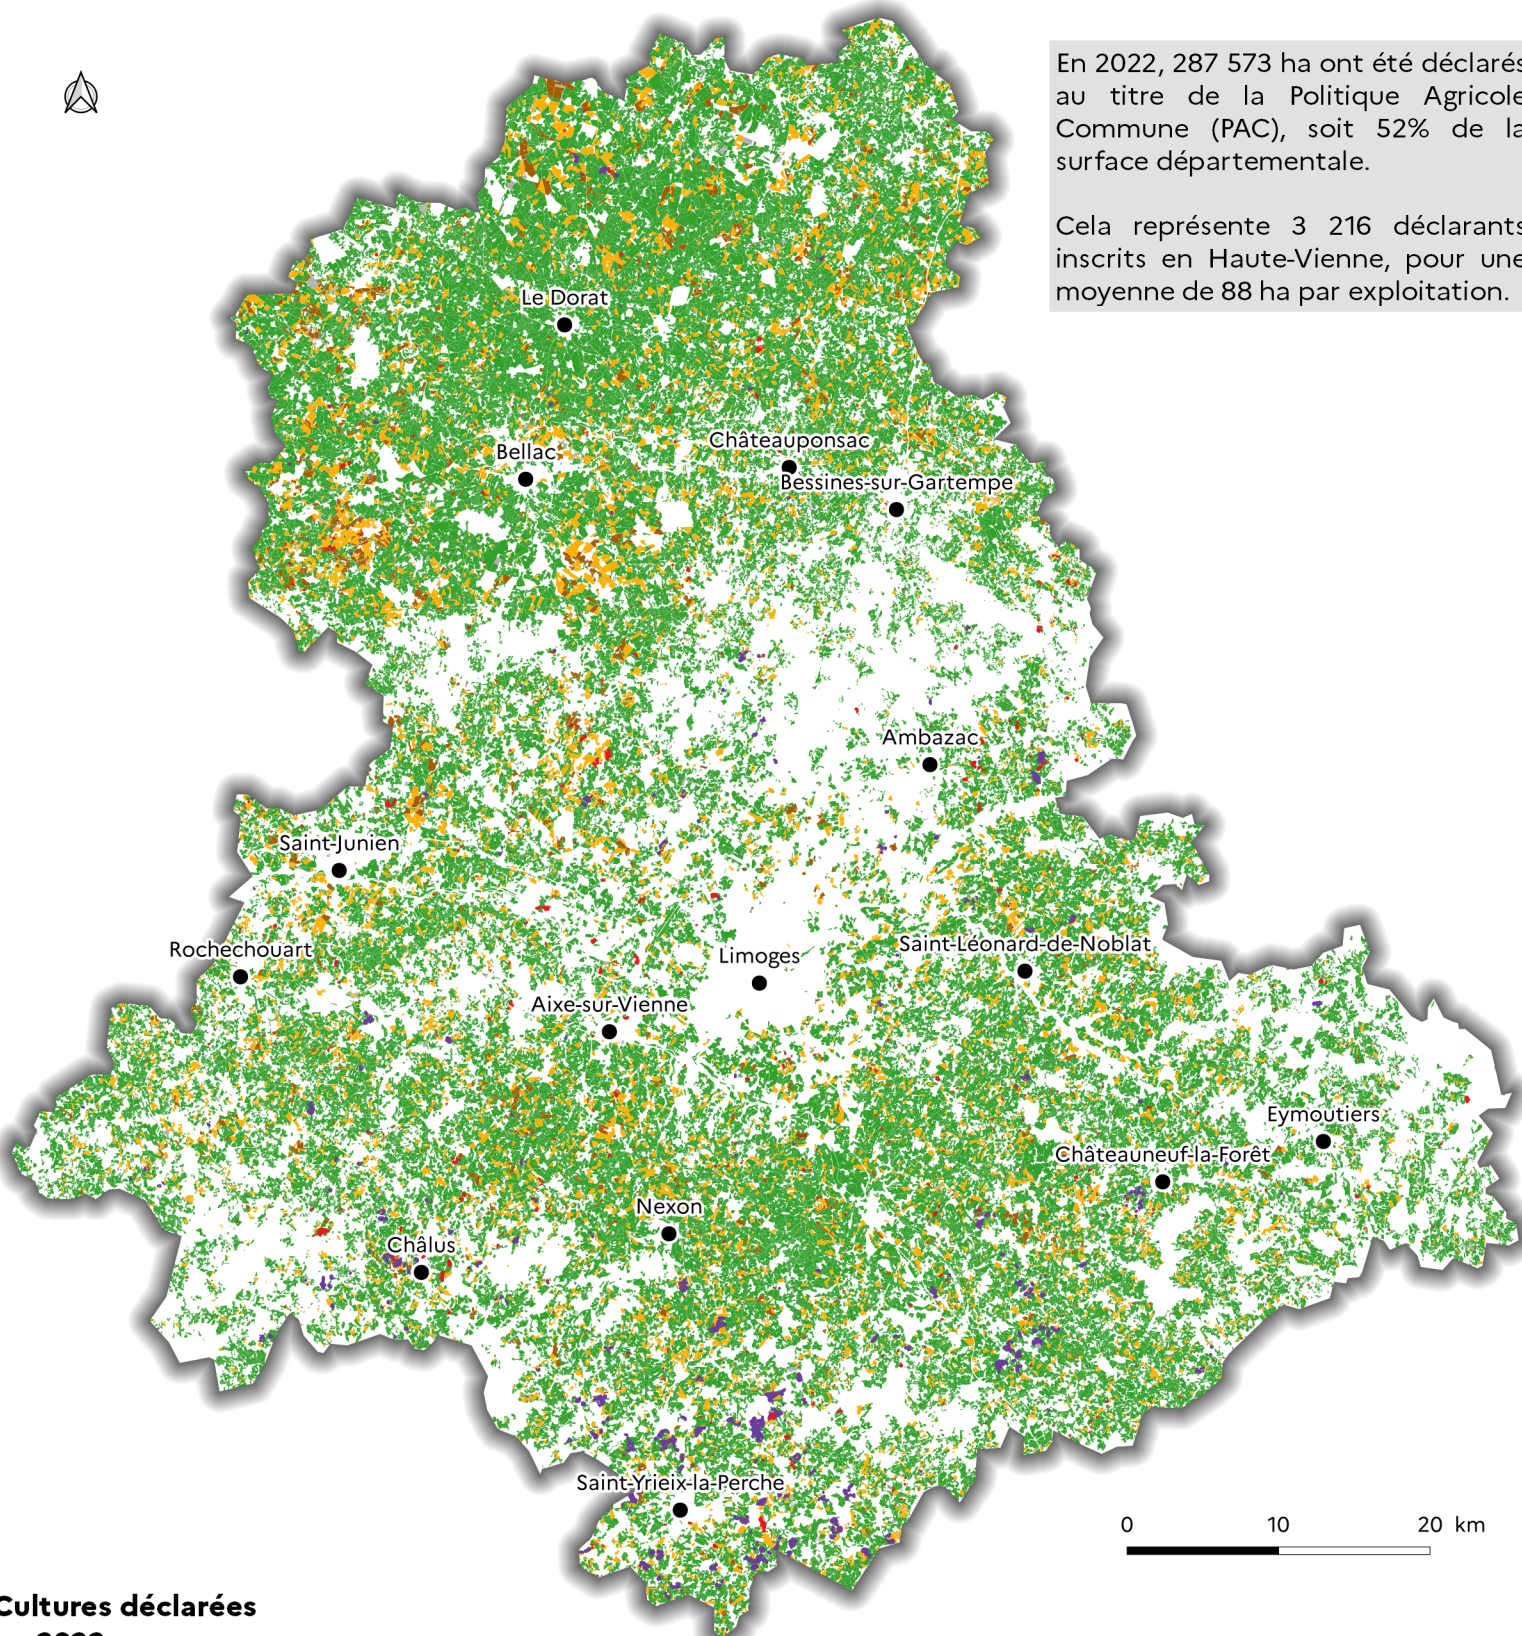 En 2022, 287 573 ha ont été déclarés
au titre de la Politique Agricole
Commune (PAC), soit 52% de la
surface départementale.
Cela représente 3 216 déclarants
inscrits en Haute-Vienne, pour une
moyenne de 88 ha par exploitation.
Le Dorat
Châteauponsac
Bellac
Bessines-sur-Gartempe
Ambazac
Saint-Junien
Rochechouart
Saint-Léonard-de-Noblat
Limoges
Aixe-sur-Vienne
Eymoutiers
Châteauneuf-la-Forêt
Nexon
Châlus
Saint-Yrieix-la-Perche
0 10 20 km
Cultures déclarées